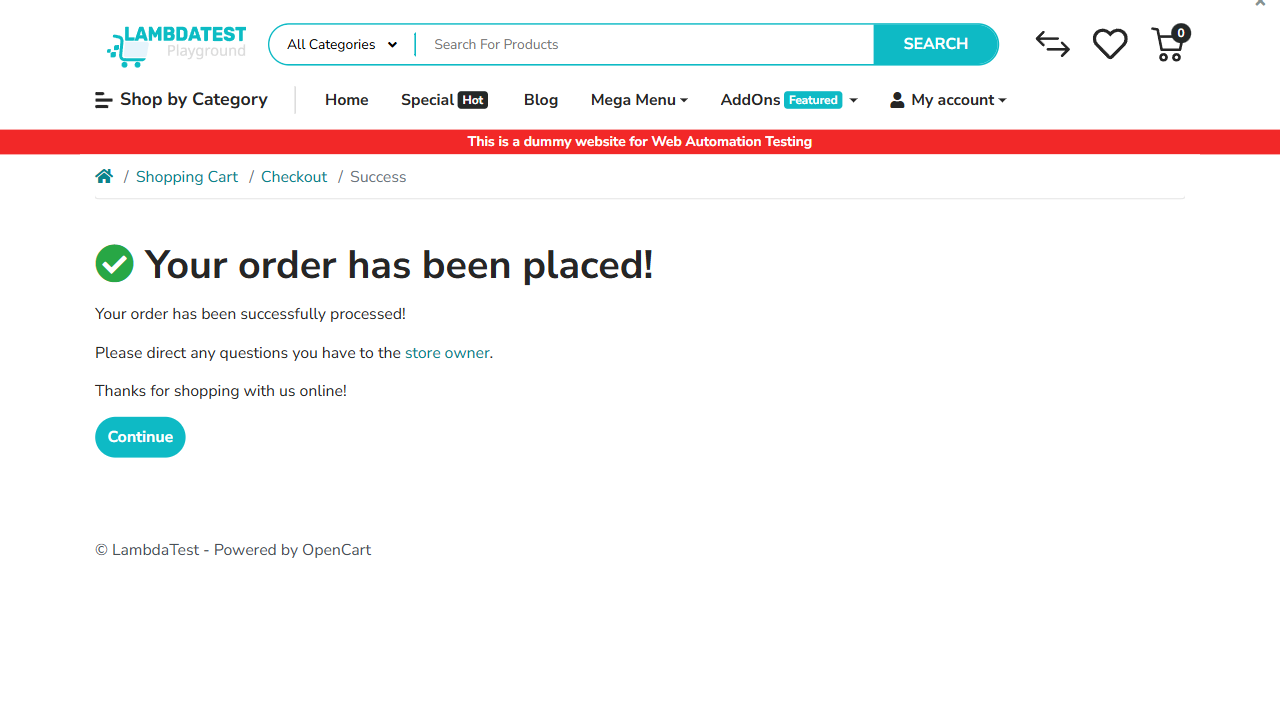 LAMBDATEST
Playground
All Categories
Search For Products
SEARCH
0
Shop by Category
Home
Special Hot
Blog
Mega Menu
AddOns Featured
My account
This is a dummy website for Web Automation Testing
/ Shopping Cart / Checkout / Success
Your order has been placed!
Your order has been successfully processed!
Please direct any questions you have to the store owner.
Thanks for shopping with us online!
Continue
© LambdaTest - Powered by OpenCart